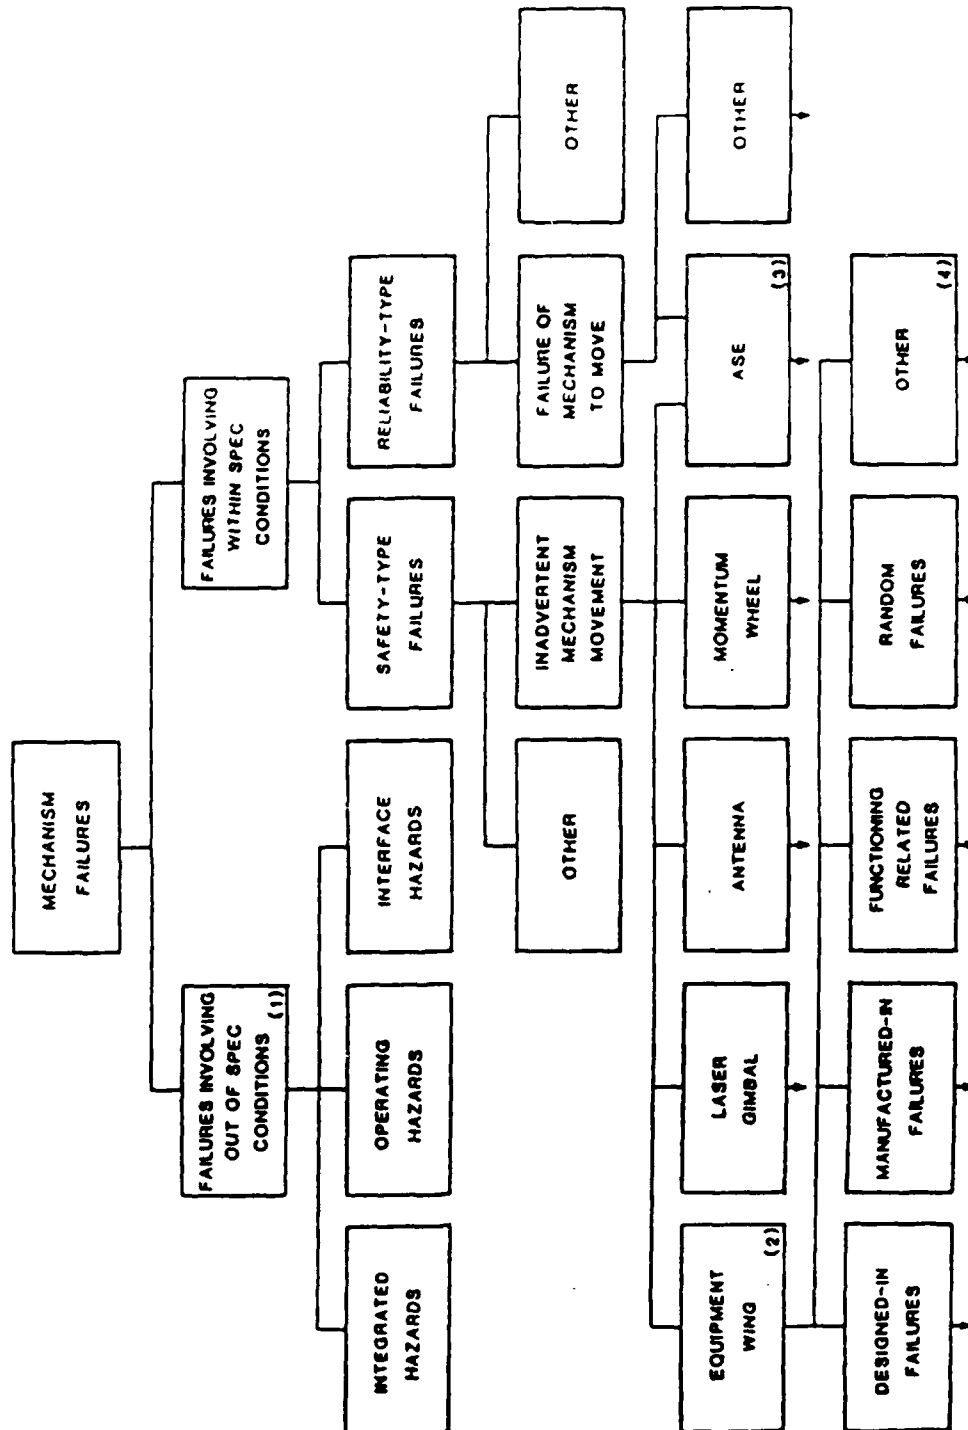 MECHANISM
FAILURES
FAILURES INVOLVING
OUT OF SPEC
CONDITIONS
(1)
FAILURES INVOLVING
WITHIN SPEC
CONDITIONS
INTEGRATED
HAZARDS
OPERATING
HAZARDS
INTERFACE
HAZARDS
SAFETY-TYPE
FAILURES
RELIABILITY-TYPE
FAILURES
OTHER
INADVERTENT
MECHANISM
MOVEMENT
FAILURE OF
MECHANISM
TO MOVE
OTHER
EQUIPMENT
WING
(2)
LASER
GIMBAL
ANTENNA
MOMENTUM
WHEEL
ASE
(3)
OTHER
DESIGNED-IN
FAILURES
MANUFACTURED-IN
FAILURES
FUNCTIONING
RELATED
FAILURES
RANDOM
FAILURES
OTHER
(4)